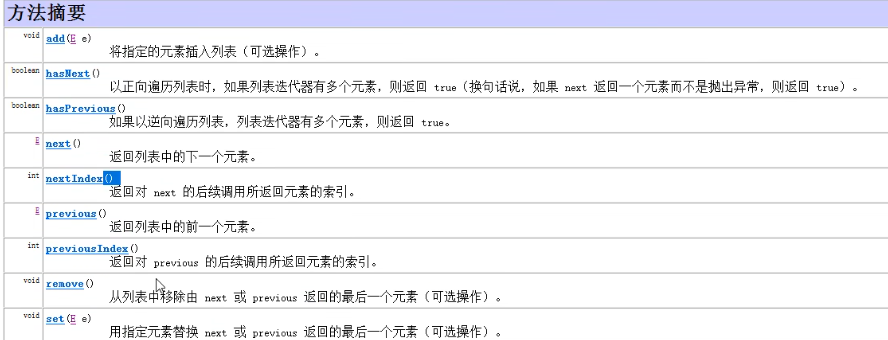 方法摘要
void add(E e)
将指定的元素插入列表（可选操作）。
boolean hasNext()
以正向遍历列表时，如果列表迭代器有多个元素，则返回 true（换句话说，如果 next 返回一个元素而不是抛出异常，则返回 true）。
boolean hasPrevious()
如果以逆向遍历列表，列表迭代器有多个元素，则返回 true。
E next()
返回列表中的下一个元素。
int nextIndex()
返回对 next 的后续调用所返回元素的索引。
E previous()
返回列表中的前一个元素。
int previousIndex()
返回对 previous 的后续调用所返回元素的索引。
void remove()
从列表中移除由 next 或 previous 返回的最后一个元素（可选操作）。
void set(E e)
用指定元素替换 next 或 previous 返回的最后一个元素（可选操作）。